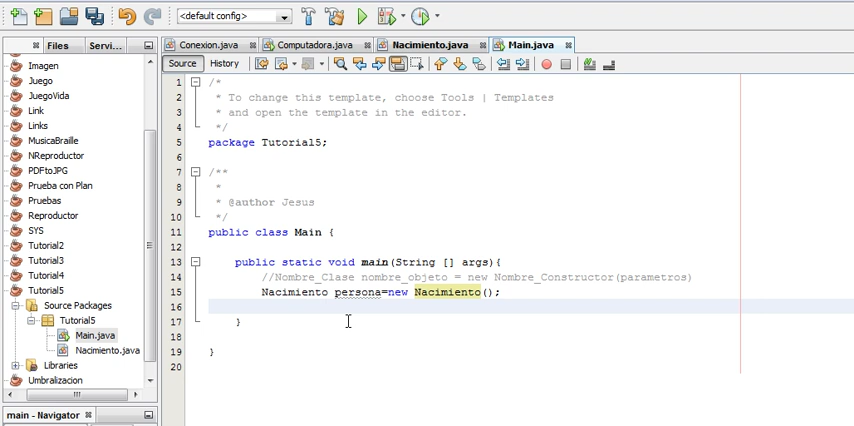 <default config>
Files
Servi...
Conexion.java
Computadora.java
Nacimiento.java
Main.java
Source
History
Imagen
Juego
JuegoVida
Link
Links
MusicaBraille
NReproductor
PDFtoJPG
Prueba con Plan
Pruebas
Reproductor
SYS
Tutorial2
Tutorial3
Tutorial4
Tutorial5
Source Packages
Tutorial5
Main.java
Nacimiento.java
Libraries
Umbralizacion
main - Navigator
1 /*
2 * To change this template, choose Tools | Templates
3 * and open the template in the editor.
4 */
5 package Tutorial5;
6
7 /**
8 *
9 * @author Jesus
10 */
11 public class Main {
12
13 public static void main(String [] args){
14 //Nombre_Clase nombre_objeto = new Nombre_Constructor(parametros)
15 Nacimiento persona=new Nacimiento();
16
17 }
18
19 }
20